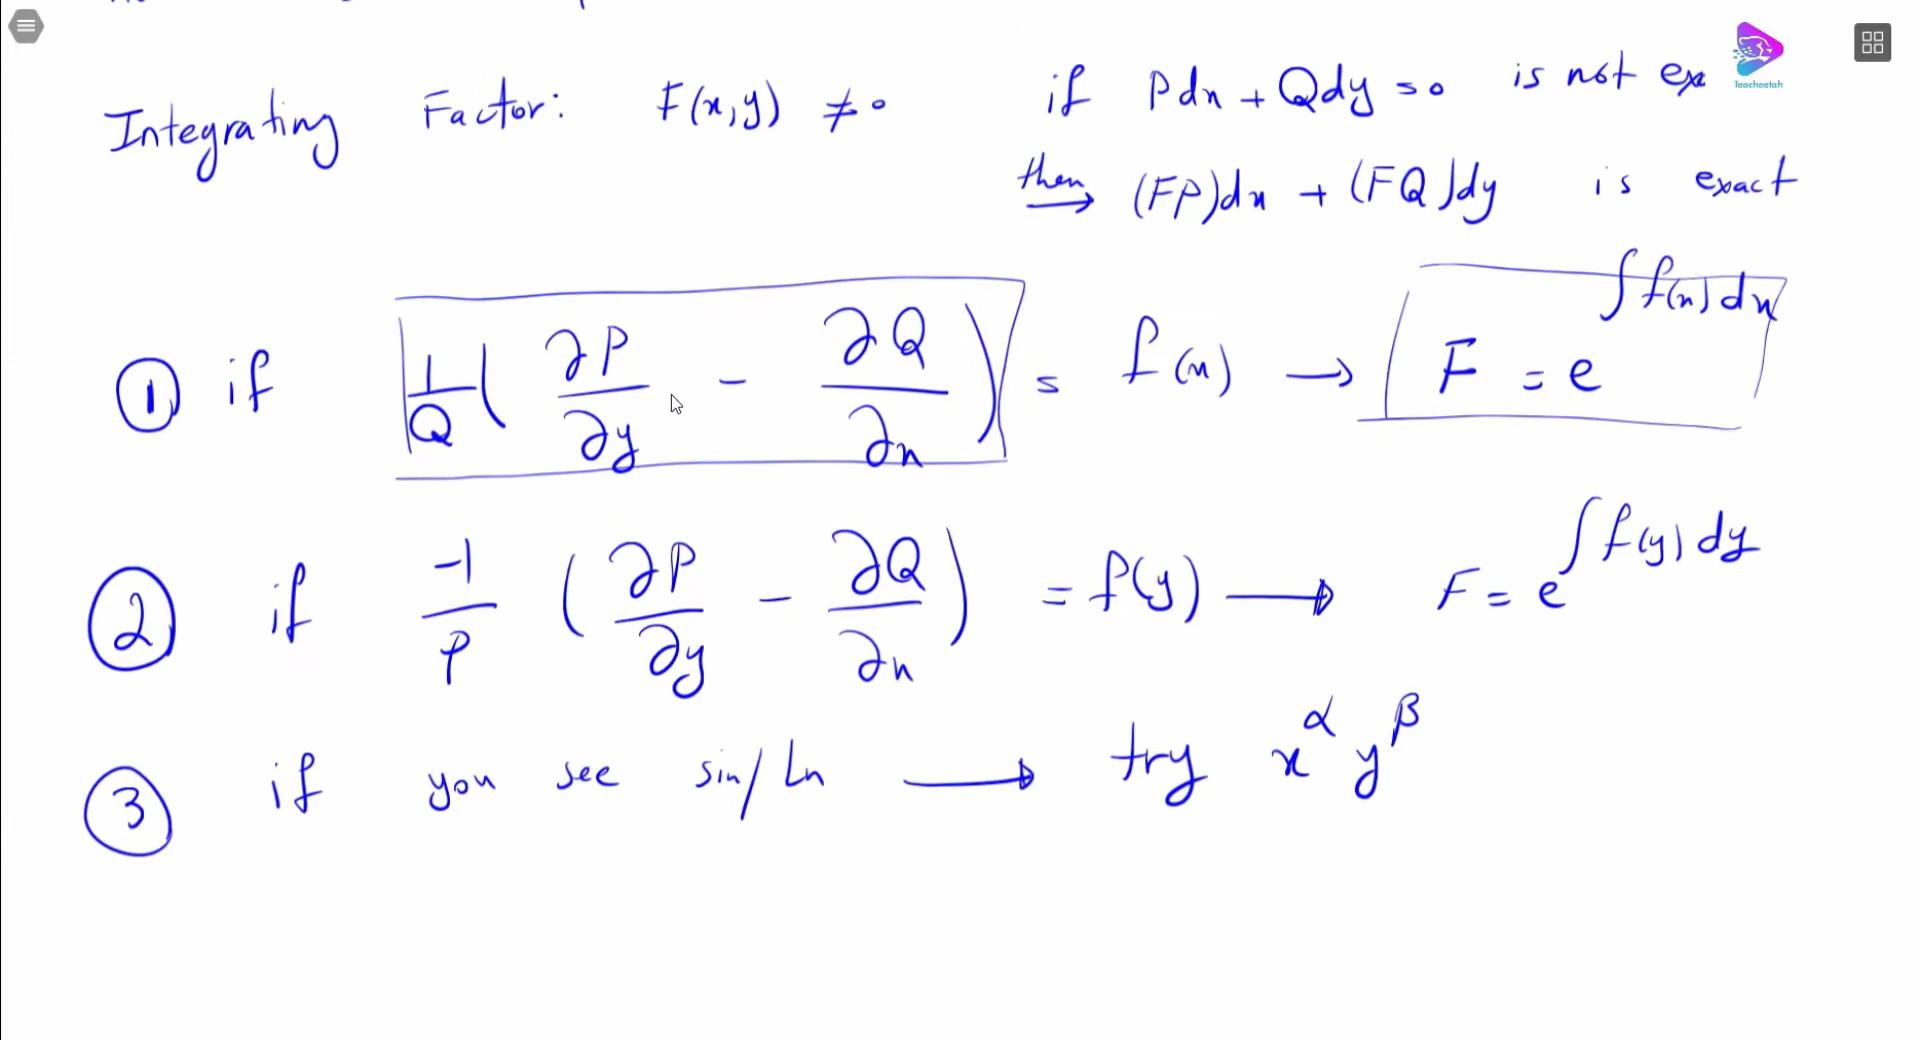 Integrating Factor: F(x,y) ≠ 0 if Pdx + Qdy = 0 is not ex
Teacheetah
then → (FP)dx + (FQ)dy is exact
① if 1/Q ( ∂P/∂y − ∂Q/∂x ) = f(x) → F = e^∫f(x)dx
② if −1/P ( ∂P/∂y − ∂Q/∂x ) = f(y) → F = e^∫f(y)dy
③ if you see sin/Ln → try x^α y^β